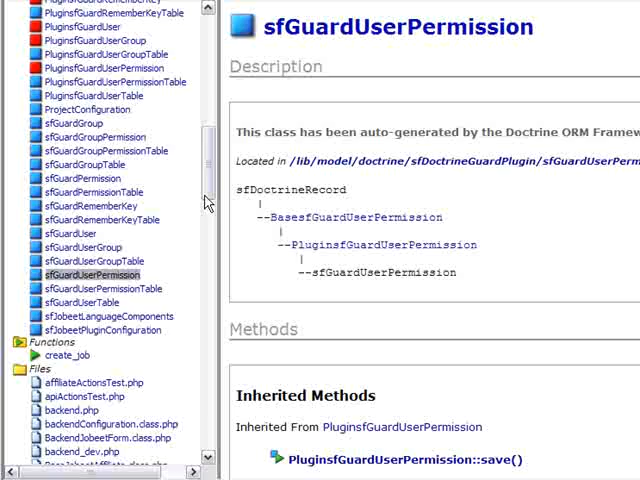 PluginsfGuardRememberKeyTable
PluginsfGuardUser
PluginsfGuardUserGroup
PluginsfGuardUserGroupTable
PluginsfGuardUserPermission
PluginsfGuardUserPermissionTable
PluginsfGuardUserTable
ProjectConfiguration
sfGuardGroup
sfGuardGroupPermission
sfGuardGroupPermissionTable
sfGuardGroupTable
sfGuardPermission
sfGuardPermissionTable
sfGuardRememberKey
sfGuardRememberKeyTable
sfGuardUser
sfGuardUserGroup
sfGuardUserGroupTable
sfGuardUserPermission
sfGuardUserPermissionTable
sfGuardUserTable
sfJobeetLanguageComponents
sfJobeetPluginConfiguration
Functions
create_job
Files
affiliateActionsTest.php
apiActionsTest.php
backend.php
backendConfiguration.class.php
BackendJobeetForm.class.php
backend_dev.php
BaseJobeetAffiliate.class.php
sfGuardUserPermission
Description
This class has been auto-generated by the Doctrine ORM Framew
Located in /lib/model/doctrine/sfDoctrineGuardPlugin/sfGuardUserPerm
sfDoctrineRecord
|
--BasesfGuardUserPermission
|
--PluginsfGuardUserPermission
|
--sfGuardUserPermission
Methods
Inherited Methods
Inherited From PluginsfGuardUserPermission
PluginsfGuardUserPermission::save()